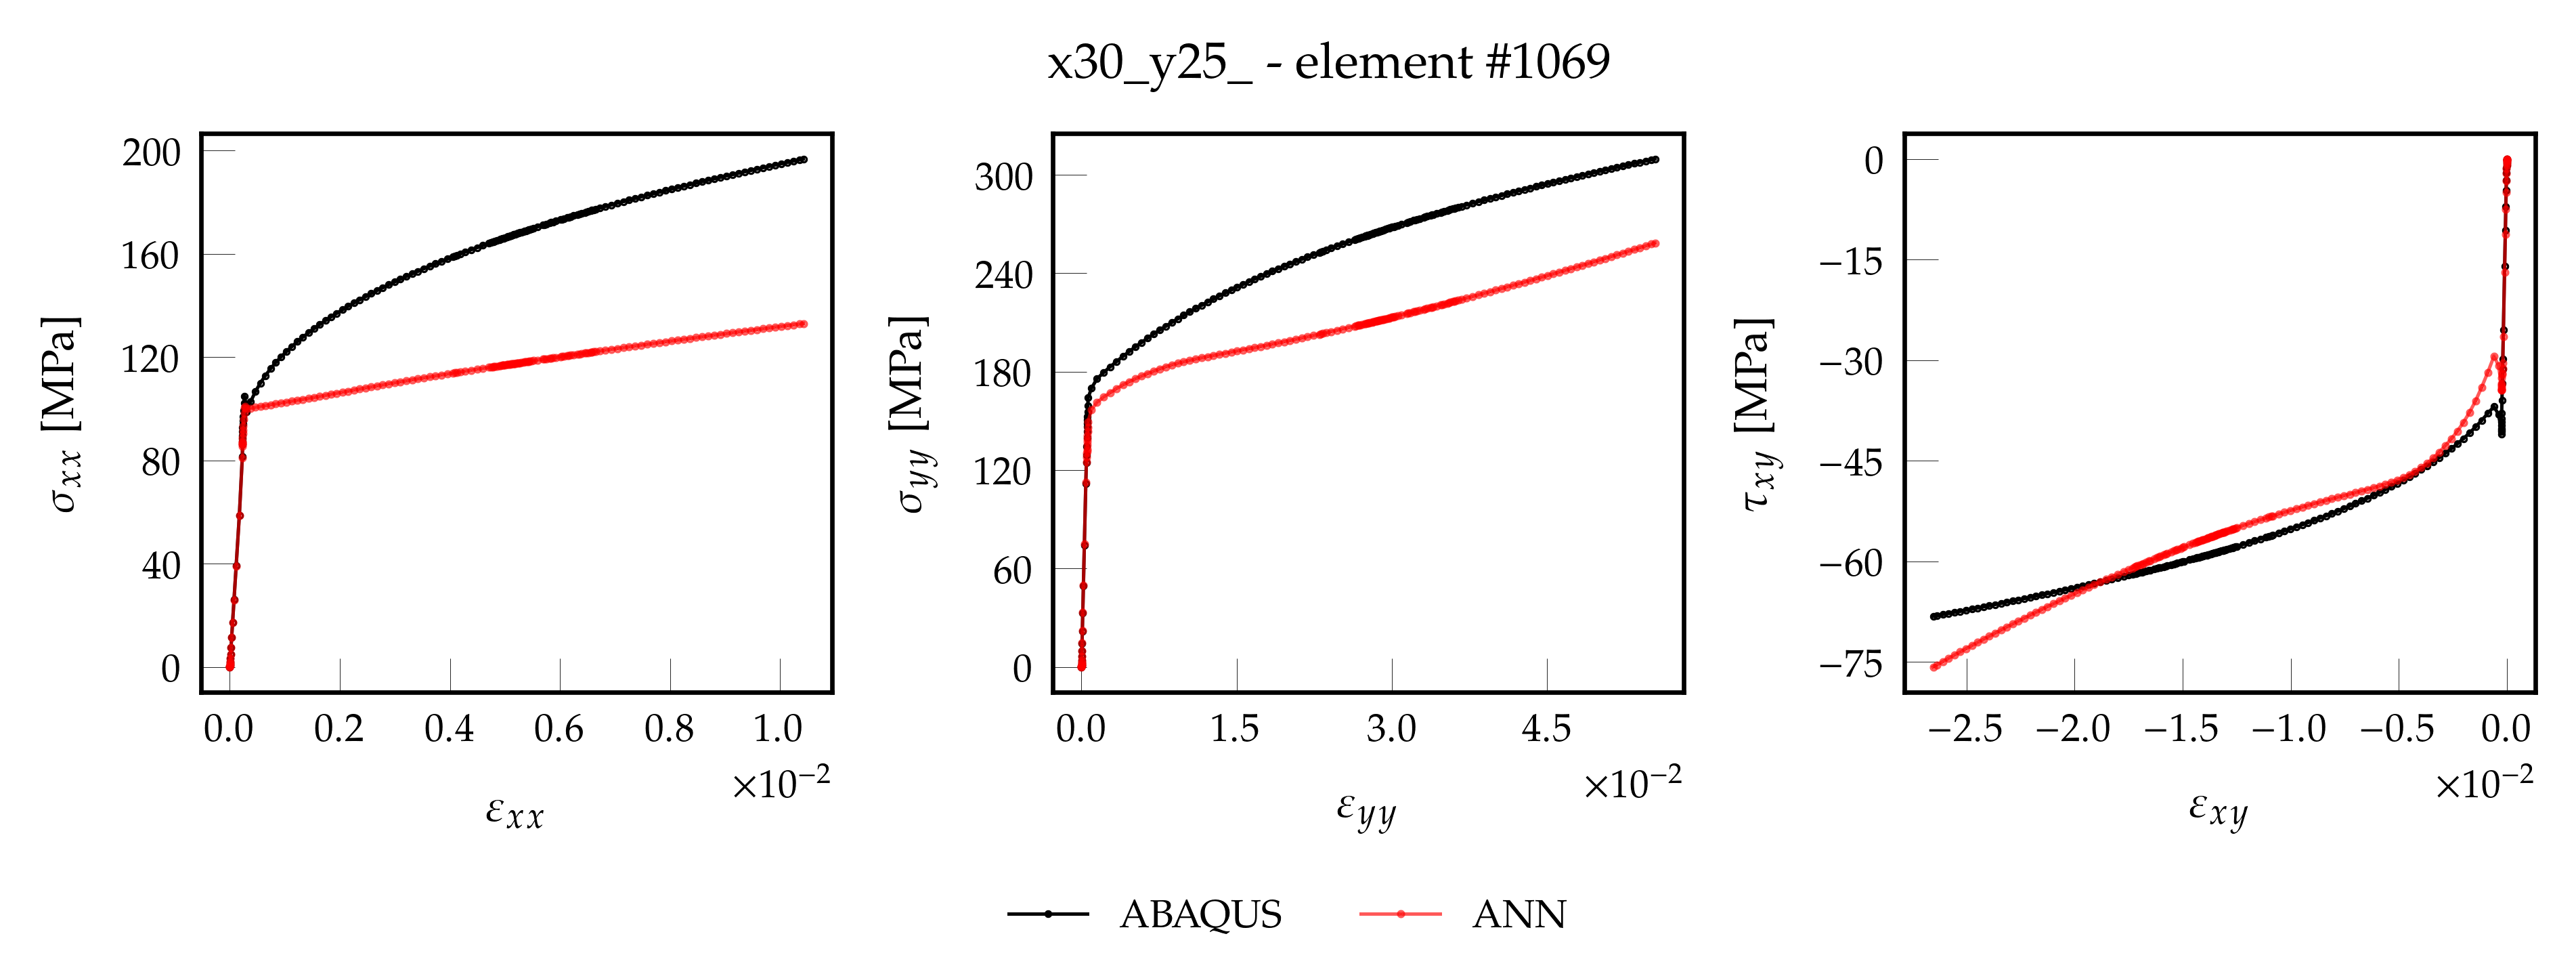 x30_y25_ - element #1069
200
160
120
80
40
0
σxx [MPa]
0.0 0.2 0.4 0.6 0.8 1.0
×10−2
εxx
300
240
180
120
60
0
σyy [MPa]
0.0 1.5 3.0 4.5
×10−2
εyy
0
−15
−30
−45
−60
−75
τxy [MPa]
−2.5 −2.0 −1.5 −1.0 −0.5 0.0
×10−2
εxy
ABAQUS ANN